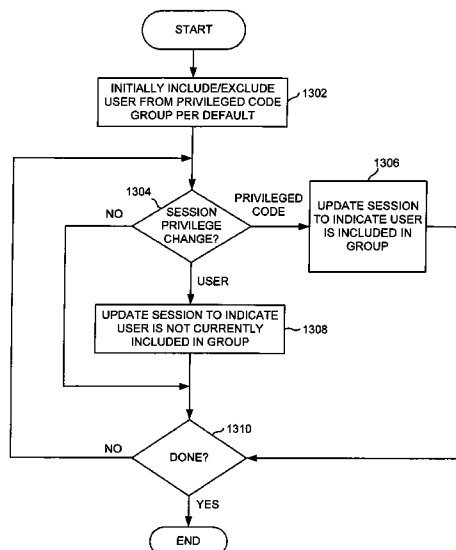 START
INITIALLY INCLUDE/EXCLUDE
USER FROM PRIVILEGED CODE
GROUP PER DEFAULT
1302
1304
SESSION
PRIVILEGE
CHANGE?
NO
PRIVILEGED
CODE
1306
UPDATE SESSION
TO INDICATE USER
IS INCLUDED IN
GROUP
USER
UPDATE SESSION TO INDICATE
USER IS NOT CURRENTLY
INCLUDED IN GROUP
1308
1310
DONE?
NO
YES
END